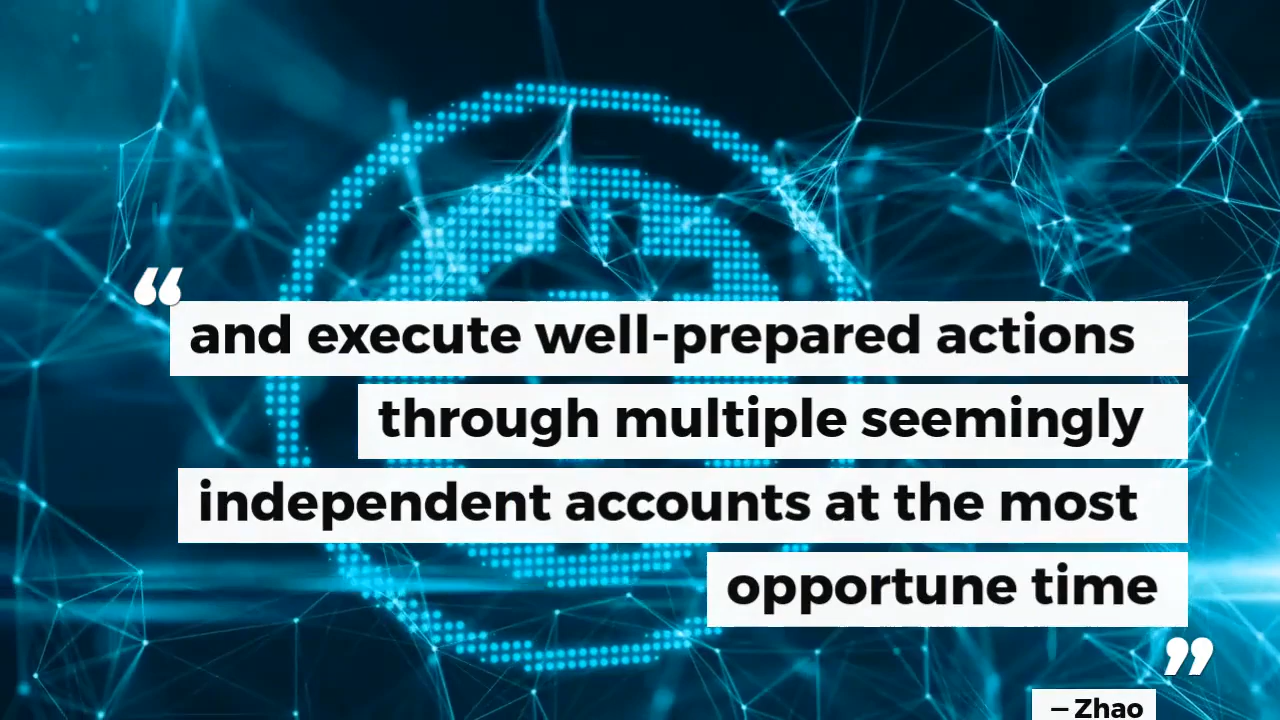 “and execute well-prepared actions
through multiple seemingly
independent accounts at the most
opportune time”
— Zhao